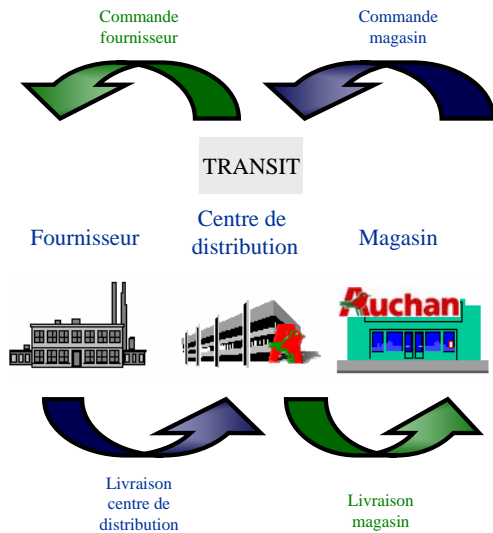 Commande
fournisseur
Commande
magasin
TRANSIT
Fournisseur
Centre de
distribution
Magasin
Auchan
Livraison
centre de
distribution
Livraison
magasin